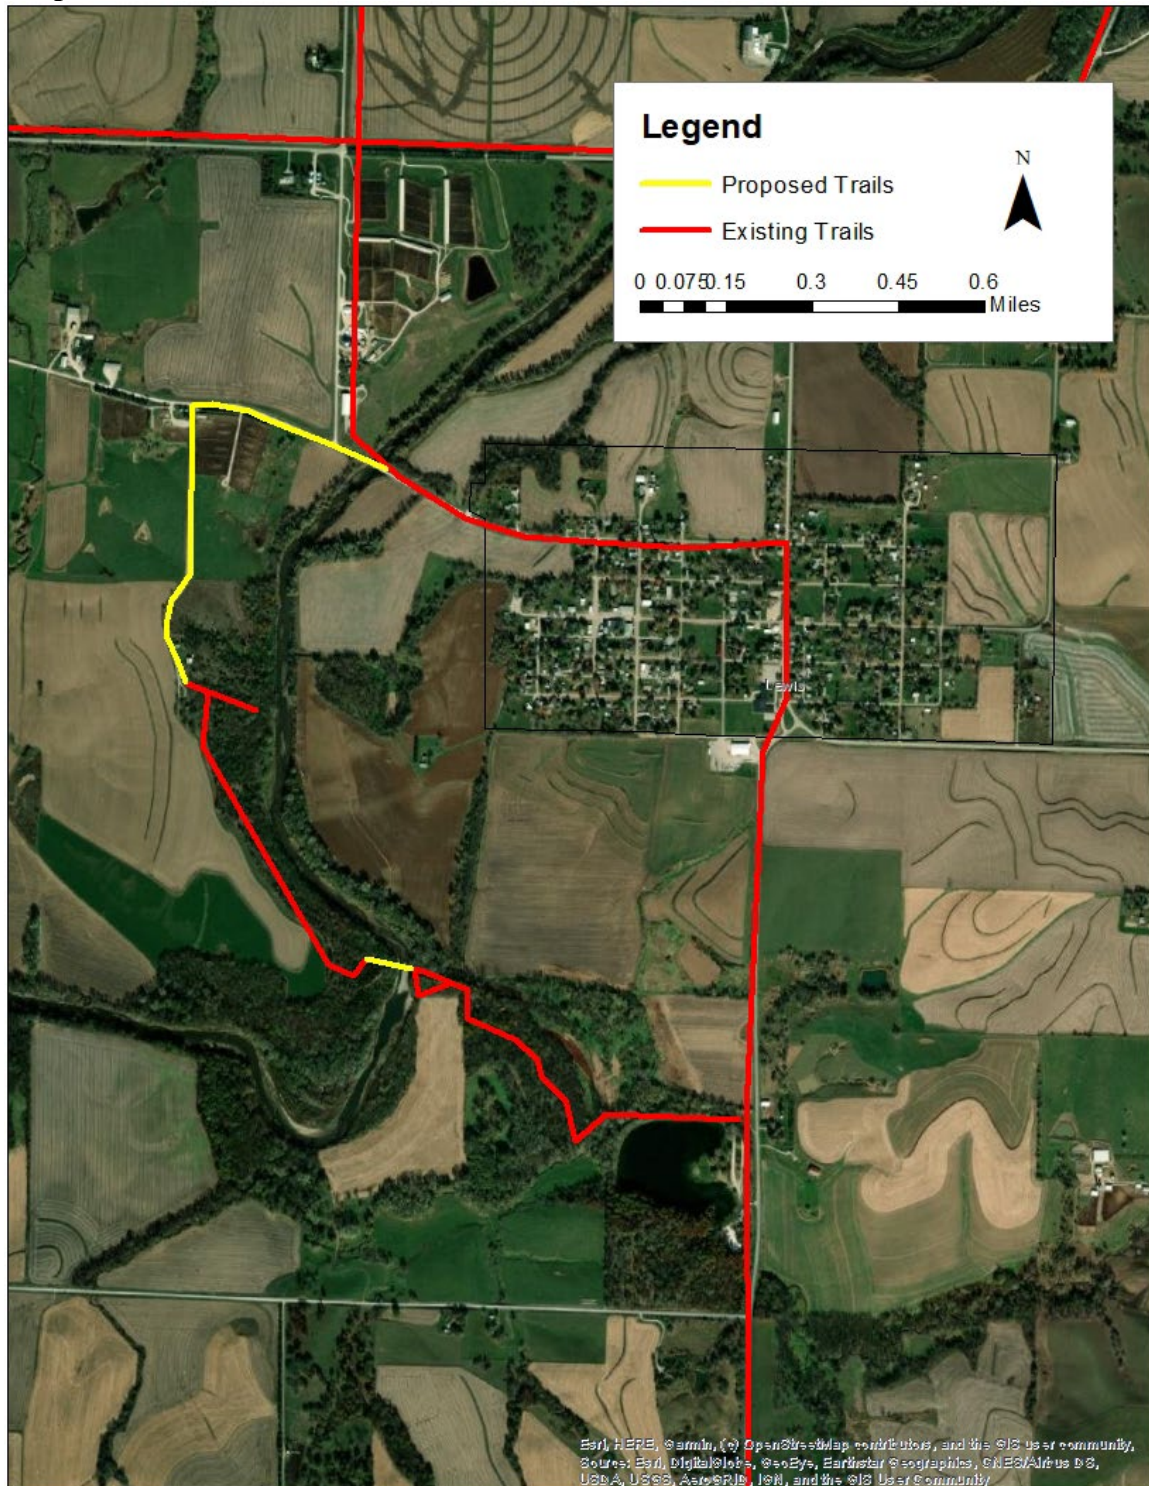 Legend
N
Proposed Trails
Existing Trails
0 0.075 0.15 0.3 0.45 0.6
Miles
Lewis
Esri, HERE, Garmin, (c) OpenStreetMap contributors, and the GIS user community,
Source: Esri, DigitalGlobe, GeoEye, Earthstar Geographics, CNES/Airbus DS,
USDA, USGS, AeroGRID, IGN, and the GIS User Community